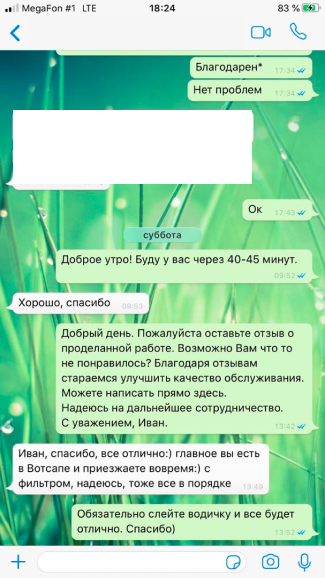 MegaFon #1 LTE 18:24 83 %
Благодарен*
17:34
Нет проблем
17:34
Ок
17:43
суббота
Доброе утро! Буду у вас через 40-45 минут.
09:52
Хорошо, спасибо 09:53
Добрый день. Пожалуйста оставьте отзыв о
проделанной работе. Возможно Вам что то
не понравилось? Благодаря отзывам
стараемся улучшить качество обслуживания.
Можете написать прямо здесь.
Надеюсь на дальнейшее сотрудничество.
С уважением, Иван.
13:42
Иван, спасибо, все отлично:) главное вы есть
в Вотсапе и приезжаете вовремя:) с
фильтром, надеюсь, тоже все в порядке
13:49
Обязательно слейте водичку и все будет
отлично. Спасибо)
13:52